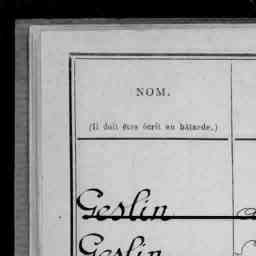 NOM.
(Il doit être écrit en bâtarde.)
Geslin
Geslin